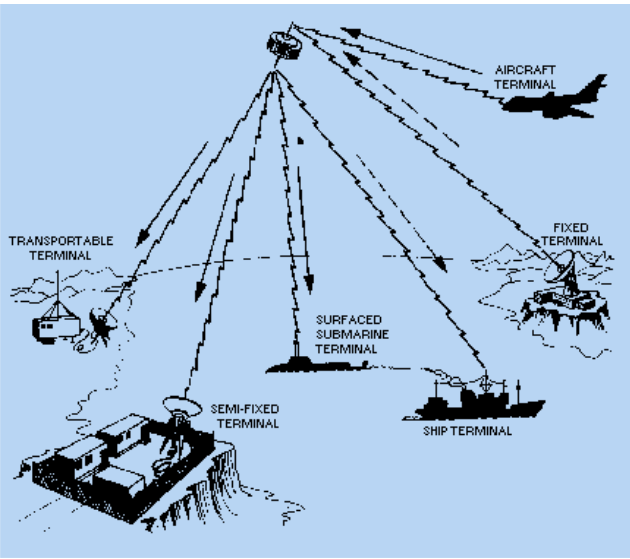 AIRCRAFT
TERMINAL
FIXED
TERMINAL
TRANSPORTABLE
TERMINAL
SURFACED
SUBMARINE
TERMINAL
SEMI-FIXED
TERMINAL
SHIP TERMINAL